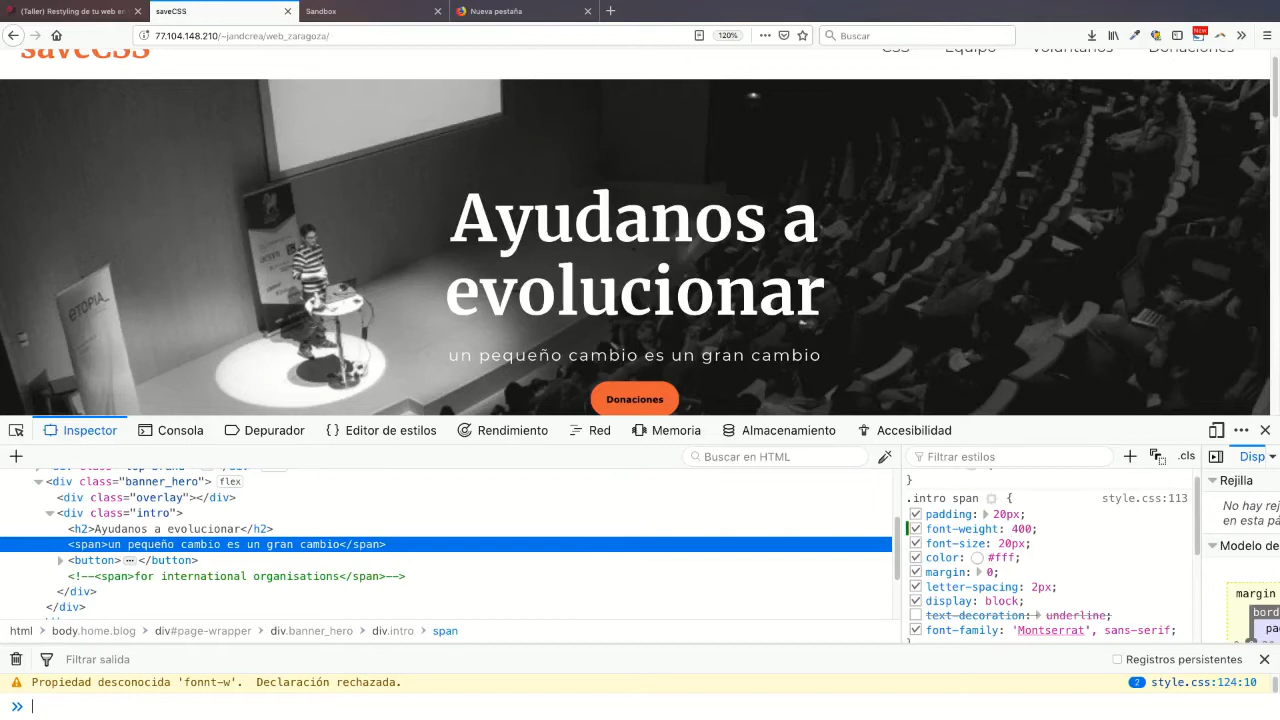 (Taller) Restyling de tu web en
saveCSS
Sandbox
Nueva pestaña
77.104.148.210/~jandcrea/web_zaragoza/
120%
Buscar
New
saveCSS
CSS Equipo Voluntarios Donaciones
ETOPIA_
Ayudanos a
evolucionar
un pequeño cambio es un gran cambio
Donaciones
Inspector
Consola
Depurador
Editor de estilos
Rendimiento
Red
Memoria
Almacenamiento
Accesibilidad
Buscar en HTML
Filtrar estilos
.cls
Disp
<div class="banner_hero"> flex
<div class="overlay"></div>
<div class="intro">
<h2>Ayudanos a evolucionar</h2>
<span>un pequeño cambio es un gran cambio</span>
<button> </button>
<!--<span>for international organisations</span>-->
</div>
</div>
html > body.home.blog > div#page-wrapper > div.banner_hero > div.intro > span
}
.intro span { style.css:113
padding: 20px;
font-weight: 400;
font-size: 20px;
color: #fff;
margin: 0;
letter-spacing: 2px;
display: block;
text-decoration: underline;
font-family: 'Montserrat', sans-serif;
Rejilla
No hay rej
en esta pá
Modelo de
margin
bord
pa
Filtrar salida
Registros persistentes
Propiedad desconocida 'fonnt-w'. Declaración rechazada.
2 style.css:124:10